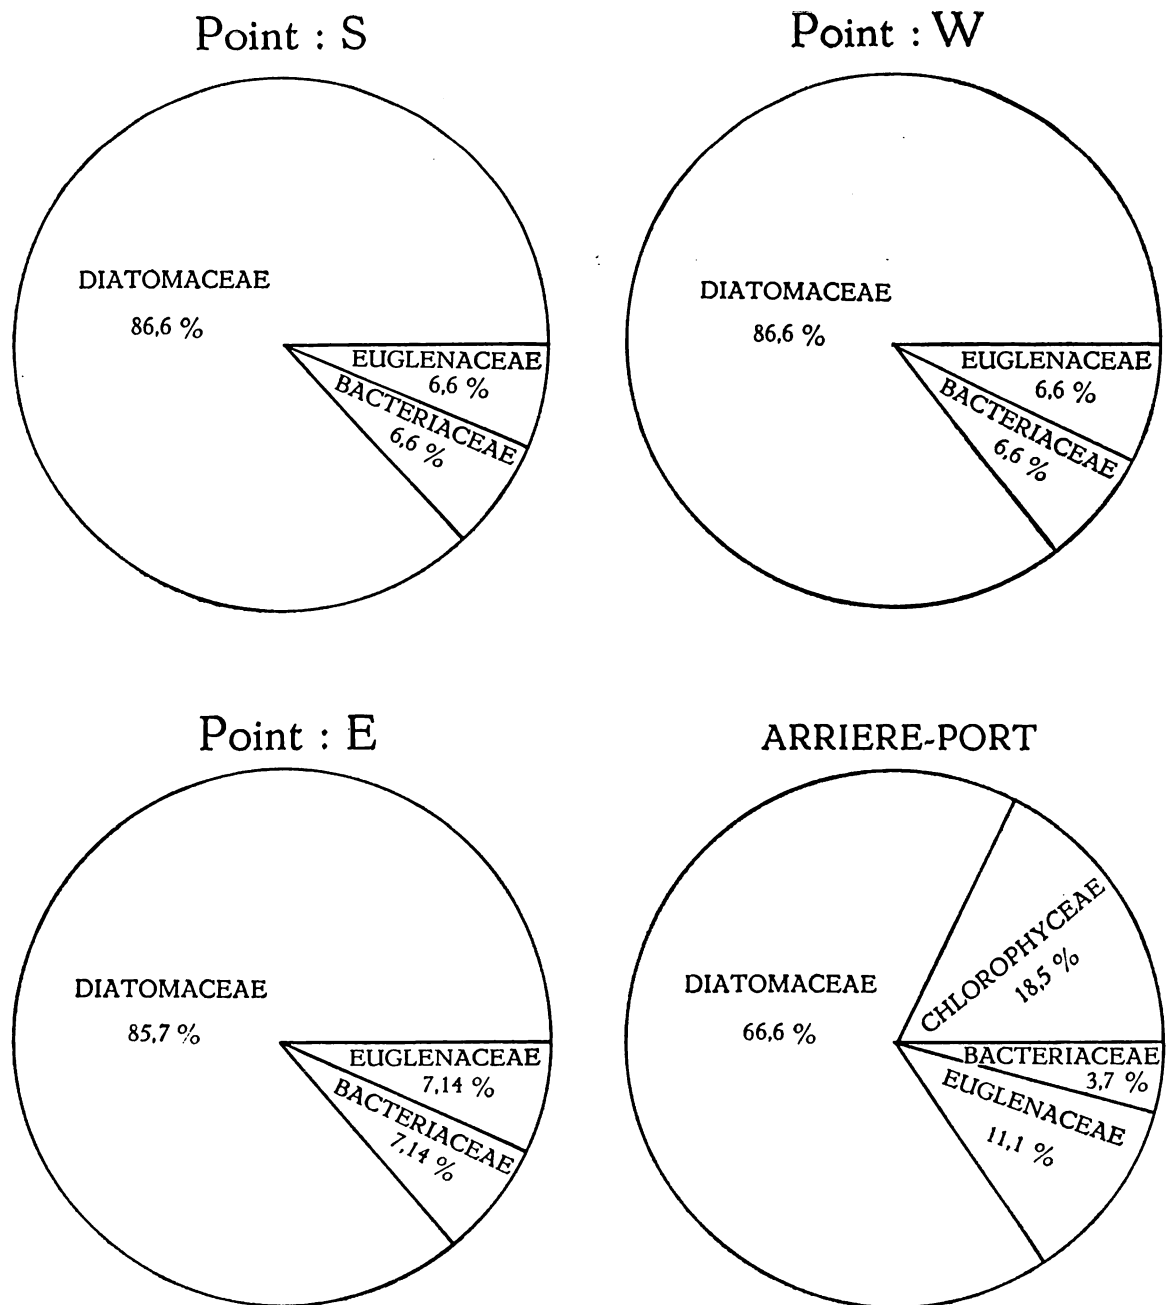 Point : S
DIATOMACEAE
86,6 %
EUGLENACEAE
6,6 %
BACTERIACEAE
6,6 %
Point : W
DIATOMACEAE
86,6 %
EUGLENACEAE
6,6 %
BACTERIACEAE
6,6 %
Point : E
DIATOMACEAE
85,7 %
EUGLENACEAE
7,14 %
BACTERIACEAE
7,14 %
ARRIERE-PORT
DIATOMACEAE
66,6 %
CHLOROPHYCEAE
18,5 %
BACTERIACEAE
3,7 %
EUGLENACEAE
11,1 %